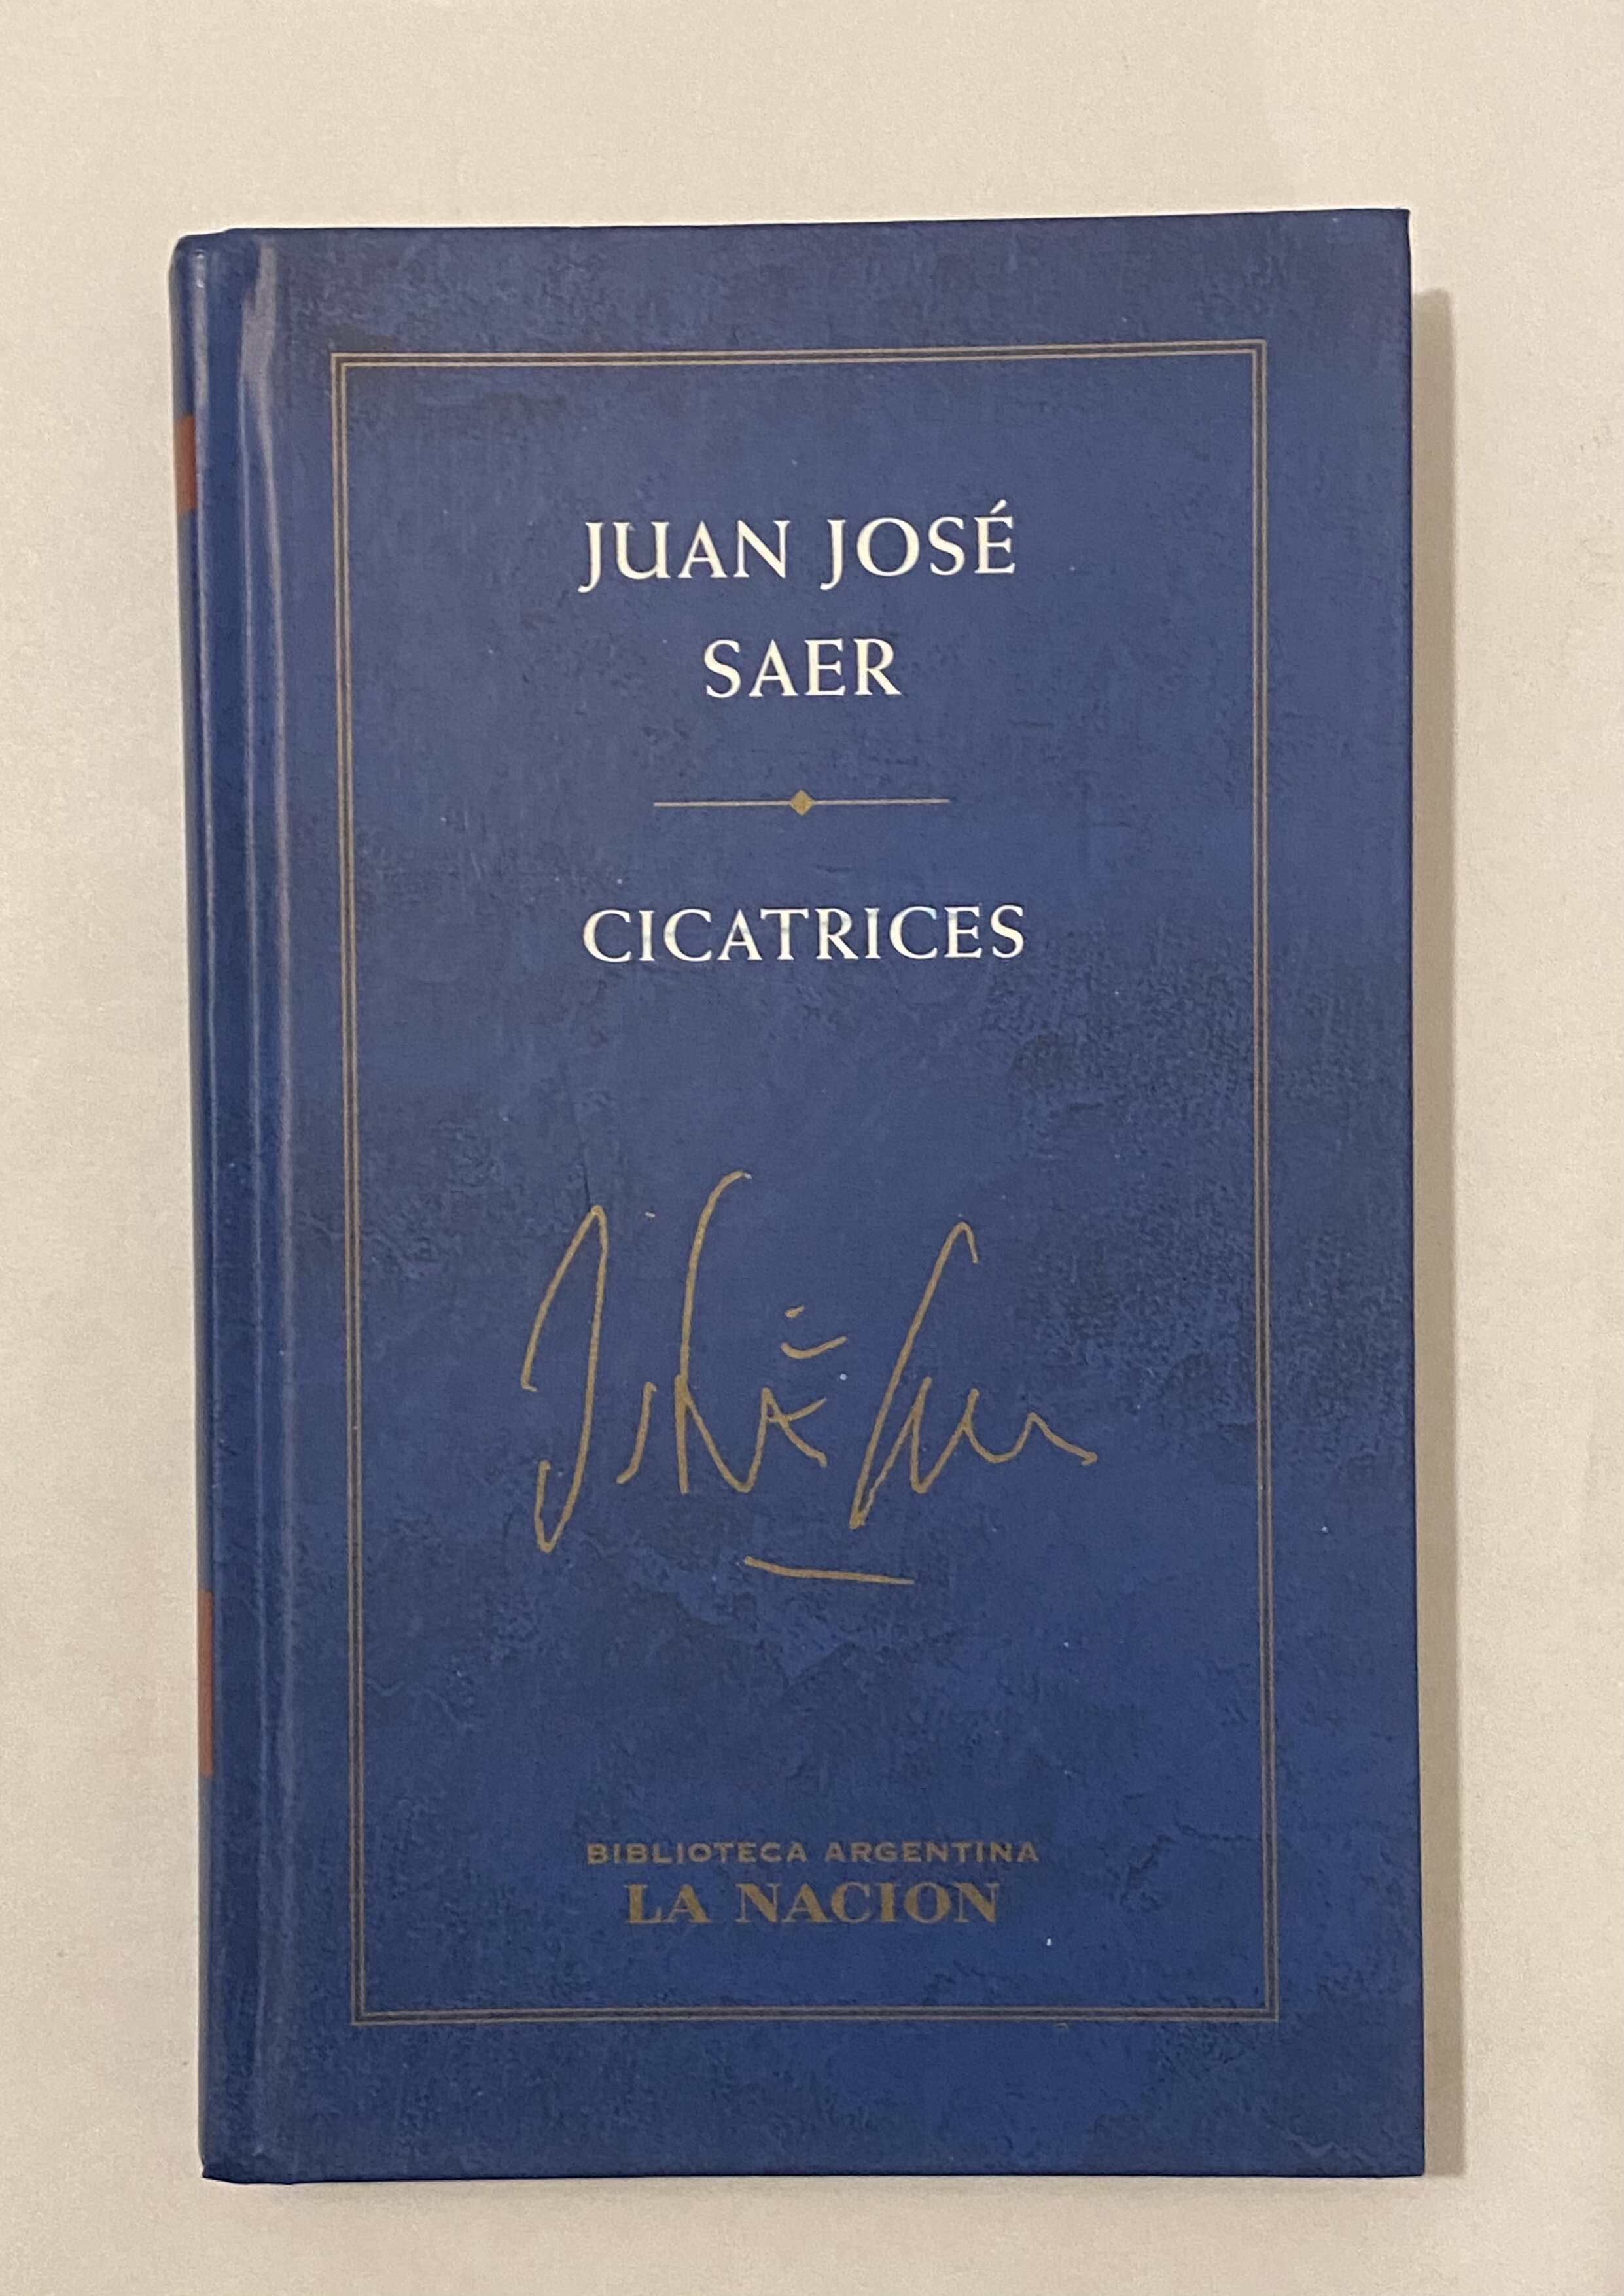 JUAN JOSÉ
SAER
CICATRICES
BIBLIOTECA ARGENTINA
LA NACION